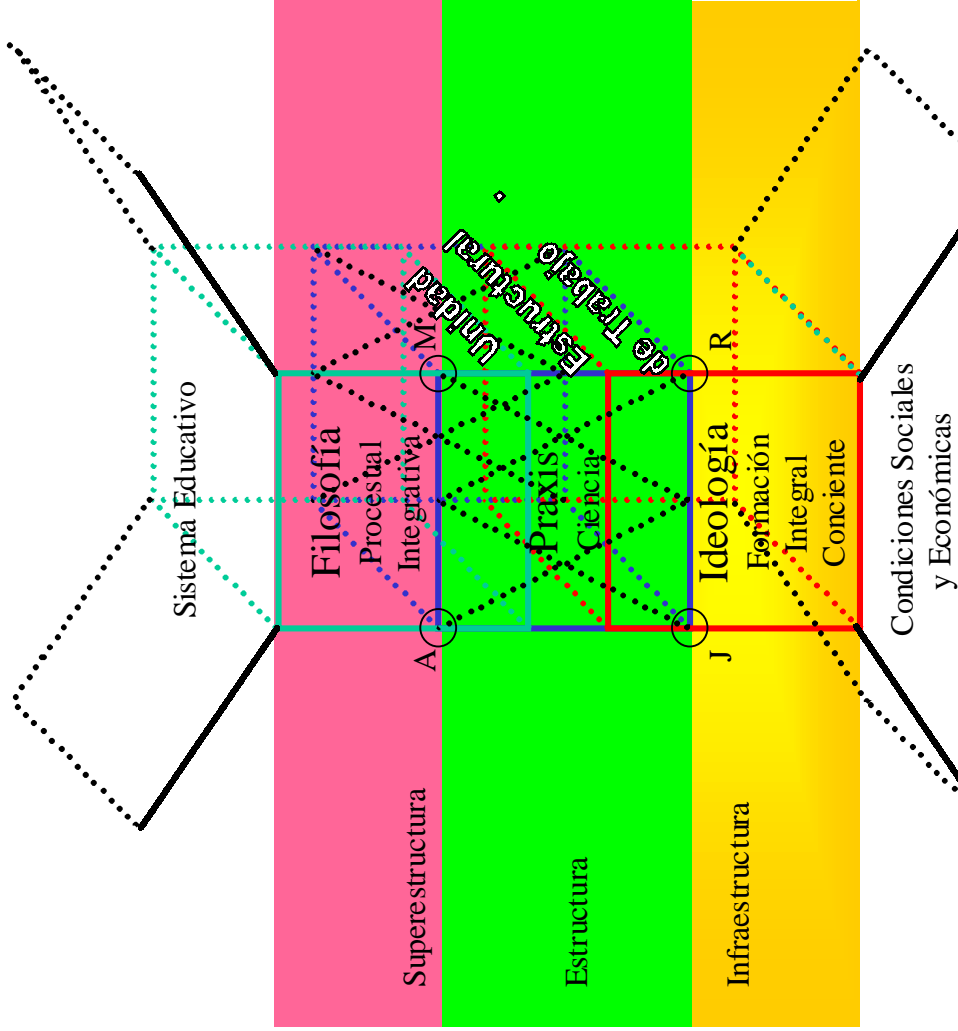 Sistema Educativo
Filosofía
Procesual
Integrativa
Superestructura
A
M
Unidad
Estructural
de Trabajo
.
Praxis
Ciencia
Estructura
Ideología
J
R
Formación
Integral
Conciente
Infraestructura
Condiciones Sociales
y Económicas